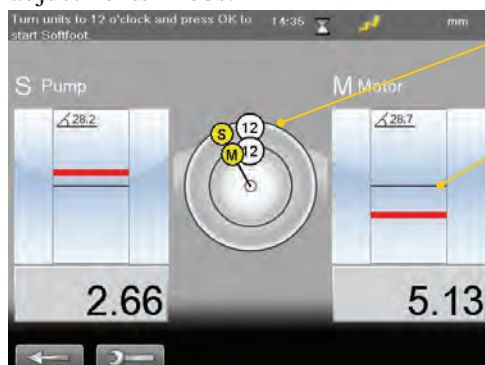 Turn units to 12 o'clock and press OK to
start Softfoot.
14:35
mm
S Pump
M Motor
28.2
28.7
S
12
M
12
2.66
5.13